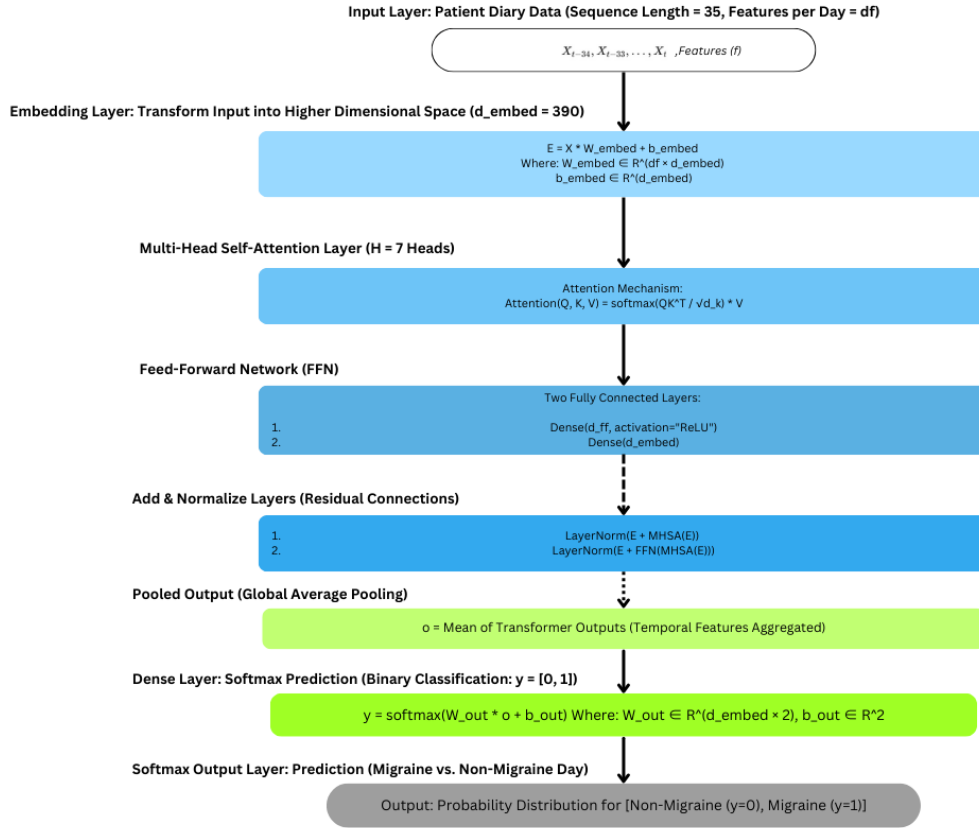 Input Layer: Patient Diary Data (Sequence Length = 35, Features per Day = df)
X_{t−34}, X_{t−33}, . . . , X_t ,Features (f)
Embedding Layer: Transform Input into Higher Dimensional Space (d_embed = 390)
E = X * W_embed + b_embed
Where: W_embed ∈ R^(df × d_embed)
b_embed ∈ R^(d_embed)
Multi-Head Self-Attention Layer (H = 7 Heads)
Attention Mechanism:
Attention(Q, K, V) = softmax(QK^T / √d_k) * V
Feed-Forward Network (FFN)
Two Fully Connected Layers:
1. Dense(d_ff, activation="ReLU")
2. Dense(d_embed)
Add & Normalize Layers (Residual Connections)
1. LayerNorm(E + MHSA(E))
2. LayerNorm(E + FFN(MHSA(E)))
Pooled Output (Global Average Pooling)
o = Mean of Transformer Outputs (Temporal Features Aggregated)
Dense Layer: Softmax Prediction (Binary Classification: y = [0, 1])
y = softmax(W_out * o + b_out) Where: W_out ∈ R^(d_embed × 2), b_out ∈ R^2
Softmax Output Layer: Prediction (Migraine vs. Non-Migraine Day)
Output: Probability Distribution for [Non-Migraine (y=0), Migraine (y=1)]